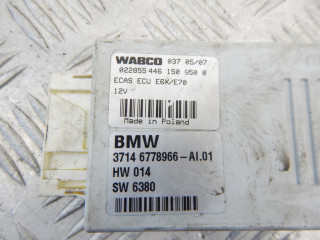 WABCO 037 05/07
022855 446 150 950 0
ECAS ECU E6X/E70
12V
Made in Poland
BMW
3714 6778966-AI.01
HW 014
SW 6380